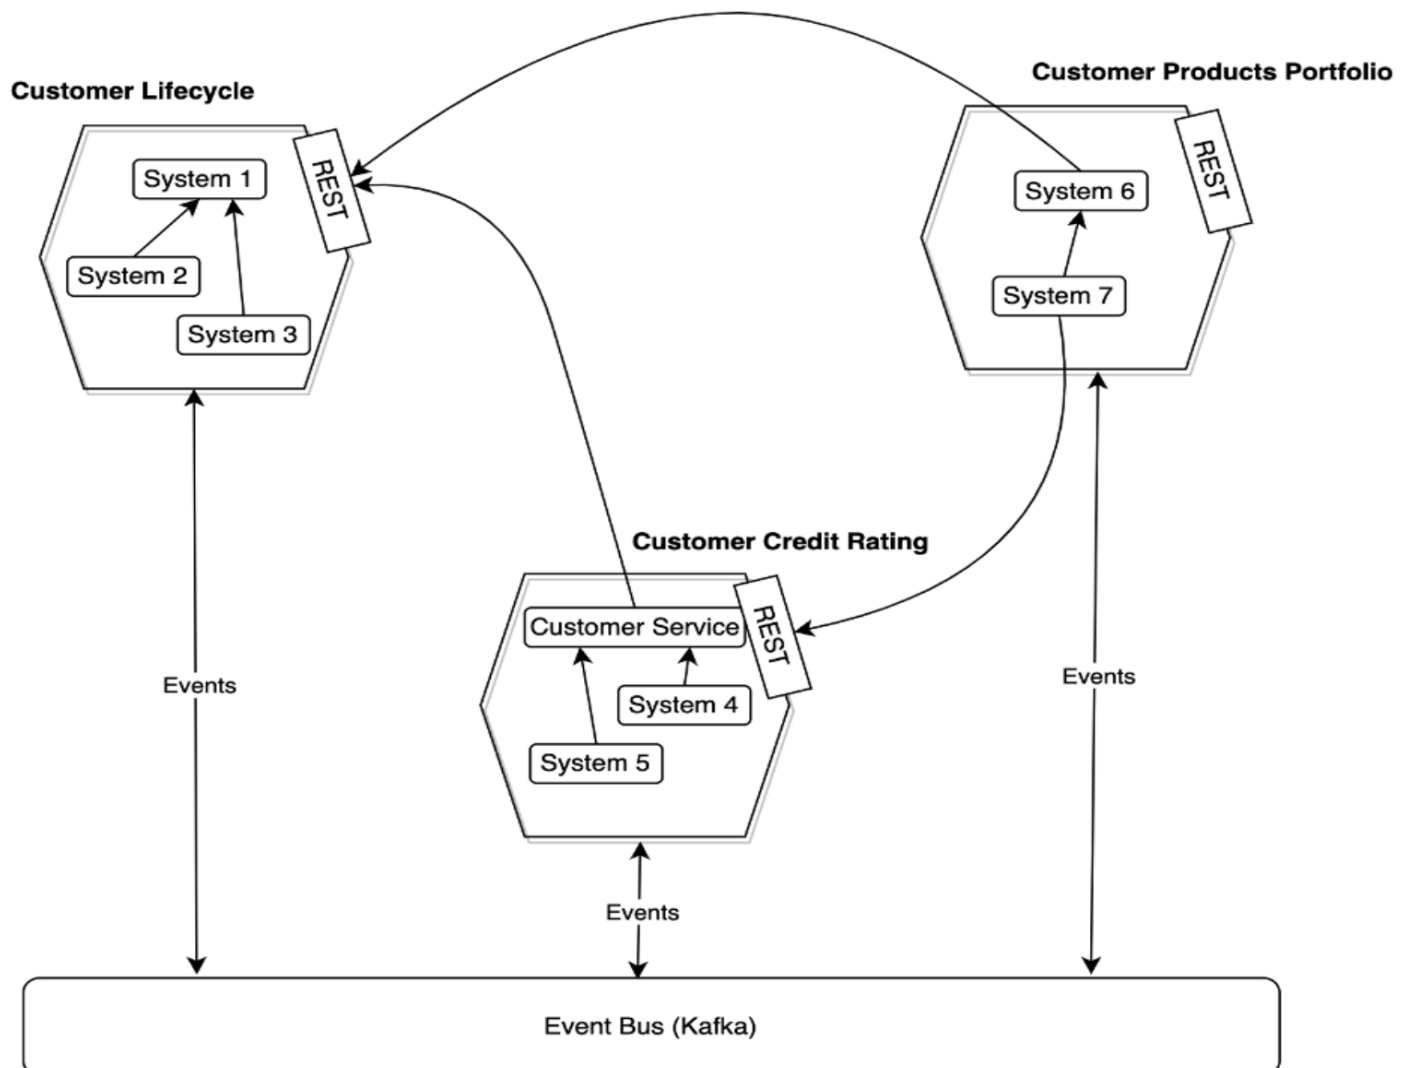 Customer Products Portfolio
Customer Lifecycle
System 1
REST
System 2
System 3
System 6
REST
System 7
Customer Credit Rating
Customer Service
REST
System 4
System 5
Events
Events
Events
Event Bus (Kafka)